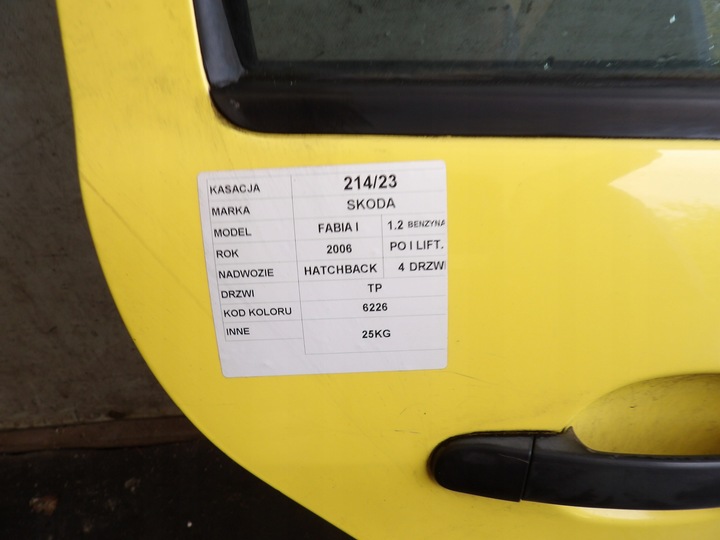 KASACJA 214/23
MARKA SKODA
MODEL FABIA I 1.2 BENZYNA
ROK 2006 PO I LIFT.
NADWOZIE HATCHBACK 4 DRZWI
DRZWI TP
KOD KOLORU 6226
INNE 25KG